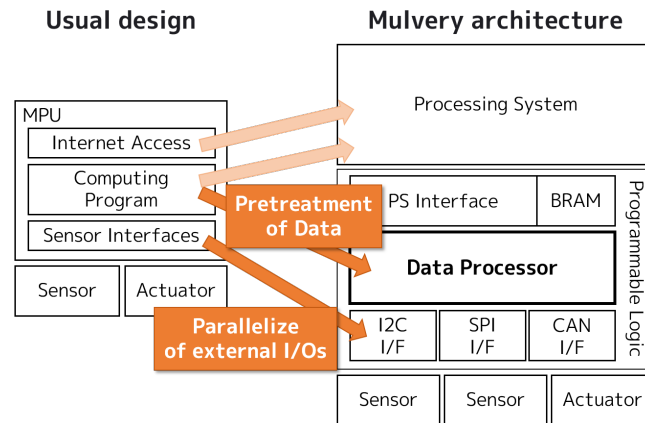 Usual design
Mulvery architecture
MPU
Internet Access
Computing
Program
Sensor Interfaces
Sensor
Actuator
Pretreatment
of Data
Parallelize
of external I/Os
Processing System
PS Interface
BRAM
Programmable Logic
Data Processor
I2C
I/F
SPI
I/F
CAN
I/F
Sensor
Sensor
Actuator